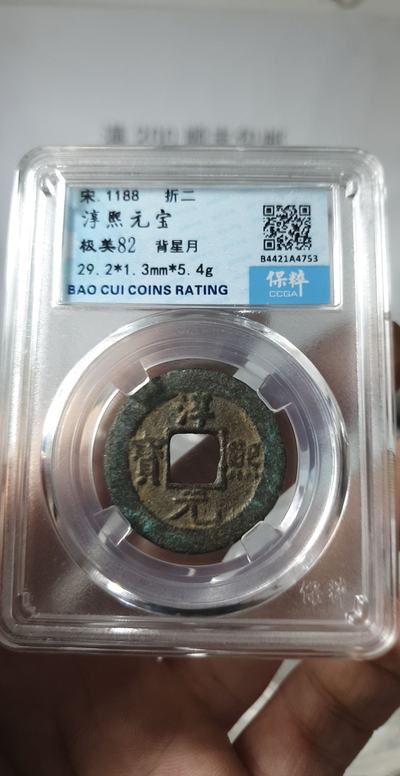 宋.1188 折二
淳熙元宝
极美82 背星月
29.2*1.3mm*5.4g
BAO CUI COINS RATING
B4421A4753
保粹
CCGA
淳熙元寶
保粹